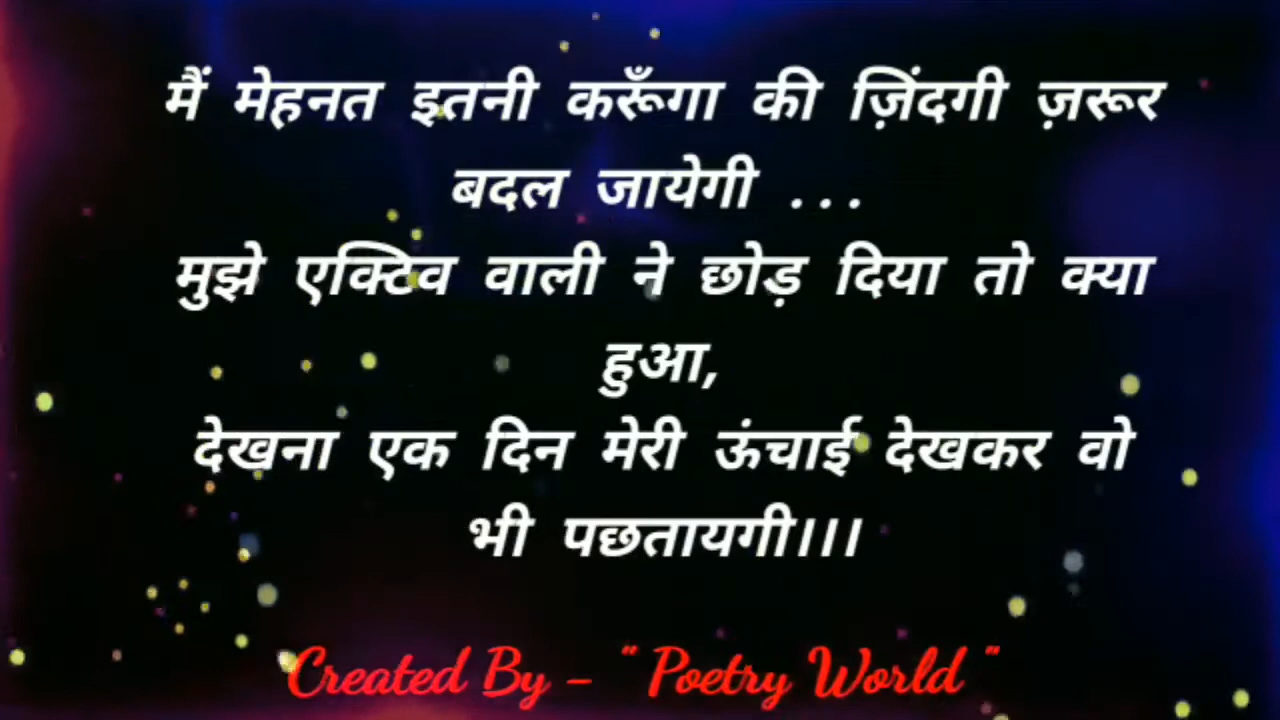 मैं मेहनत इतनी करूँगा की ज़िंदगी ज़रूर
बदल जायेगी ...
मुझे एक्टिव वाली ने छोड़ दिया तो क्या
हुआ,
देखना एक दिन मेरी ऊंचाई देखकर वो
भी पछतायगी।।।
Created By - " Poetry World "